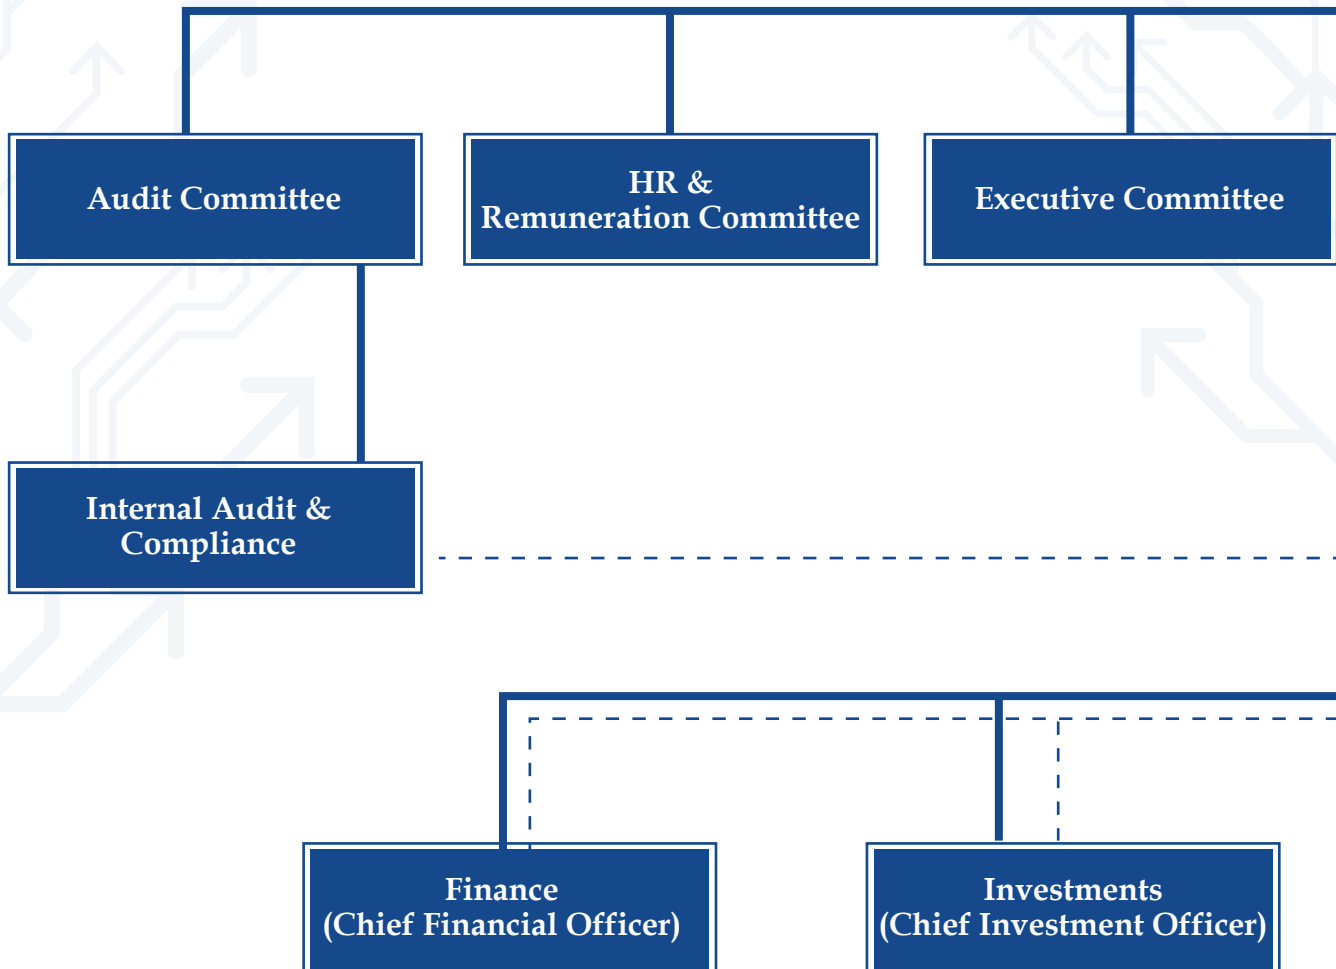 Audit Committee
HR &
Remuneration Committee
Executive Committee
Internal Audit &
Compliance
Finance
(Chief Financial Officer)
Investments
(Chief Investment Officer)